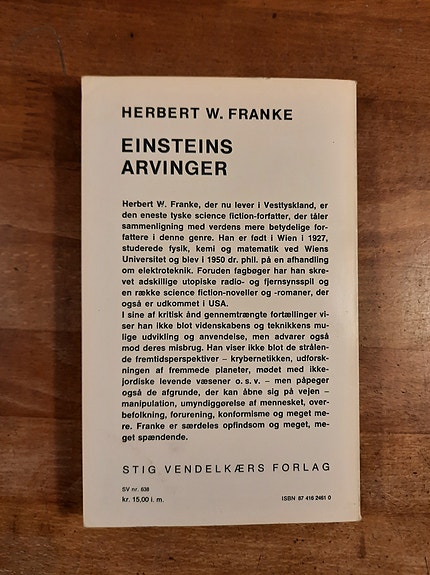 HERBERT W. FRANKE
EINSTEINS
ARVINGER
Herbert W. Franke, der nu lever i Vesttyskland, er
den eneste tyske science fiction-forfatter, der tåler
sammenligning med verdens mere betydelige for-
fattere i denne genre. Han er født i Wien i 1927,
studerede fysik, kemi og matematik ved Wiens
Universitet og blev i 1950 dr. phil. på en afhandling
om elektroteknik. Foruden fagbøger har han skre-
vet adskillige utopiske radio- og fjernsynsspil og
en række science fiction-noveller og -romaner, der
også er udkommet i USA.
I sine af kritisk ånd gennemtrængte fortællinger vi-
ser han ikke blot videnskabens og teknikkens mu-
lige udvikling og anvendelse, men advarer også
mod deres misbrug. Han viser ikke blot de strålen-
de fremtidsperspektiver – krybernetikken, udforsk-
ningen af fremmede planeter, mødet med ikke-
jordiske levende væsener o. s. v. – men påpeger
også de afgrunde, der kan åbne sig på vejen –
manipulation, umyndiggørelse af mennesket, over-
befolkning, forurening, konformisme og meget me-
re. Franke er særdeles opfindsom og meget, me-
get spændende.
STIG VENDELKÆRS FORLAG
SV nr. 638
kr. 15,00 i. m.
ISBN 87 416 2461 0